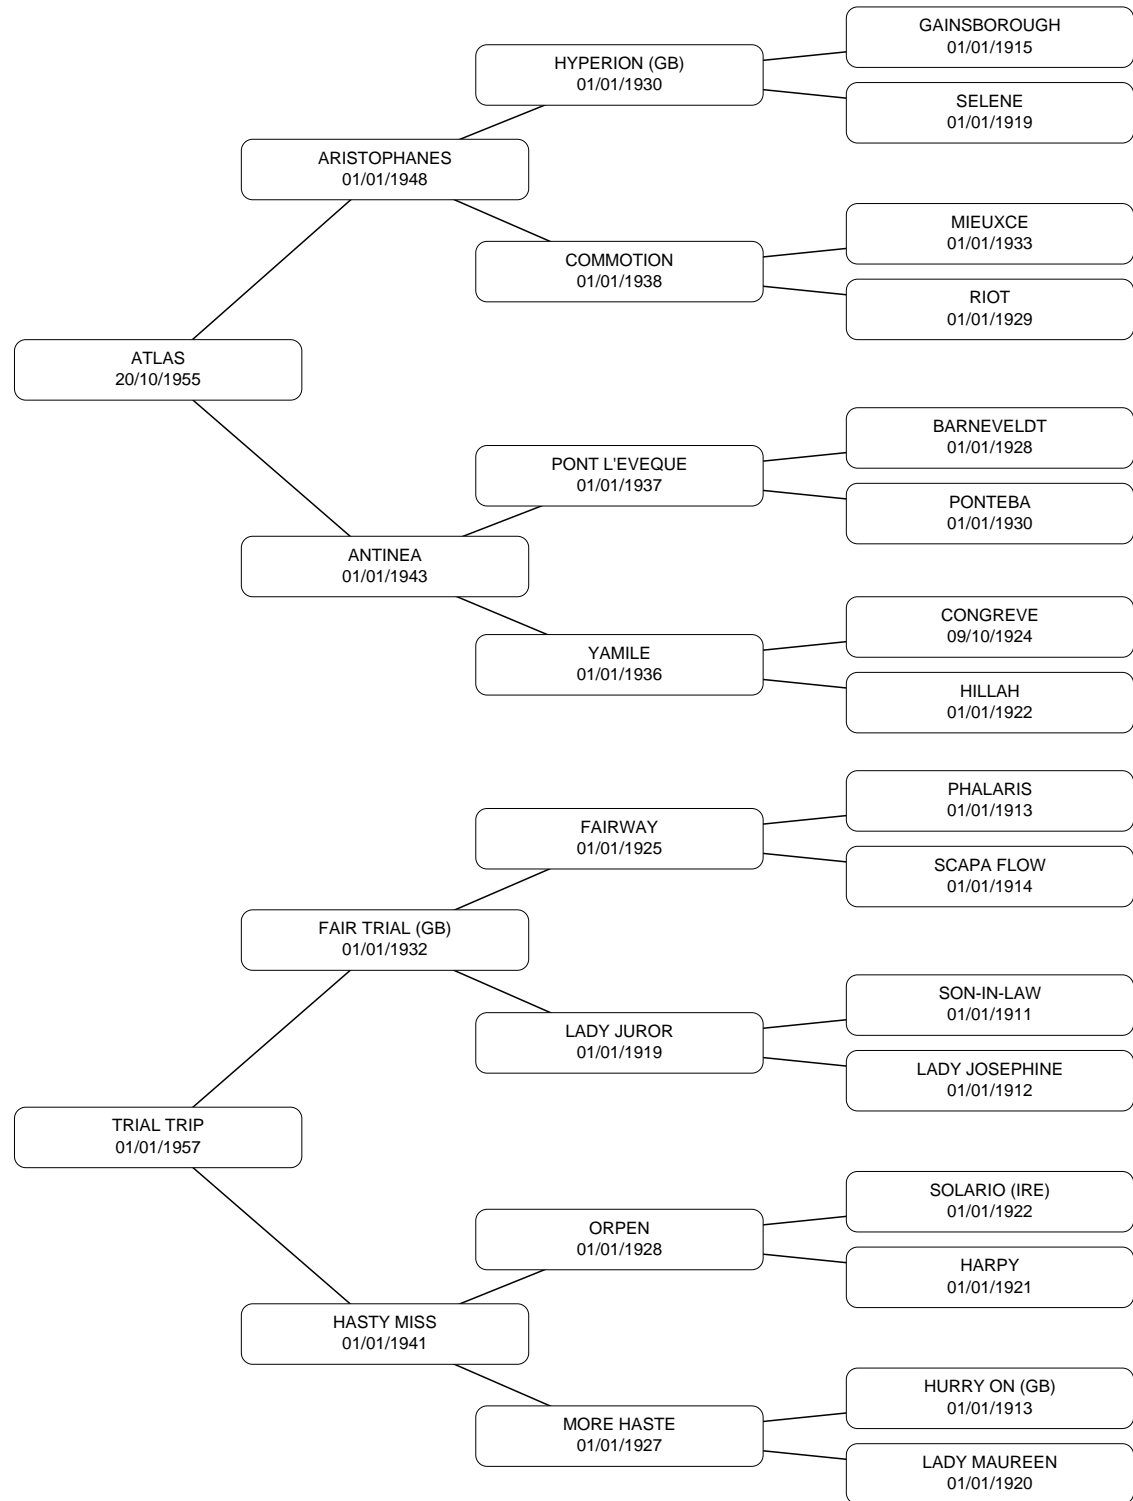 GAINSBOROUGH
01/01/1915
HYPERION (GB)
01/01/1930
SELENE
01/01/1919
ARISTOPHANES
01/01/1948
MIEUXCE
01/01/1933
COMMOTION
01/01/1938
RIOT
01/01/1929
ATLAS
20/10/1955
BARNEVELDT
01/01/1928
PONT L'EVEQUE
01/01/1937
PONTEBA
01/01/1930
ANTINEA
01/01/1943
CONGREVE
09/10/1924
YAMILE
01/01/1936
HILLAH
01/01/1922
PHALARIS
01/01/1913
FAIRWAY
01/01/1925
SCAPA FLOW
01/01/1914
FAIR TRIAL (GB)
01/01/1932
SON-IN-LAW
01/01/1911
LADY JUROR
01/01/1919
LADY JOSEPHINE
01/01/1912
TRIAL TRIP
01/01/1957
SOLARIO (IRE)
01/01/1922
ORPEN
01/01/1928
HARPY
01/01/1921
HASTY MISS
01/01/1941
HURRY ON (GB)
01/01/1913
MORE HASTE
01/01/1927
LADY MAUREEN
01/01/1920